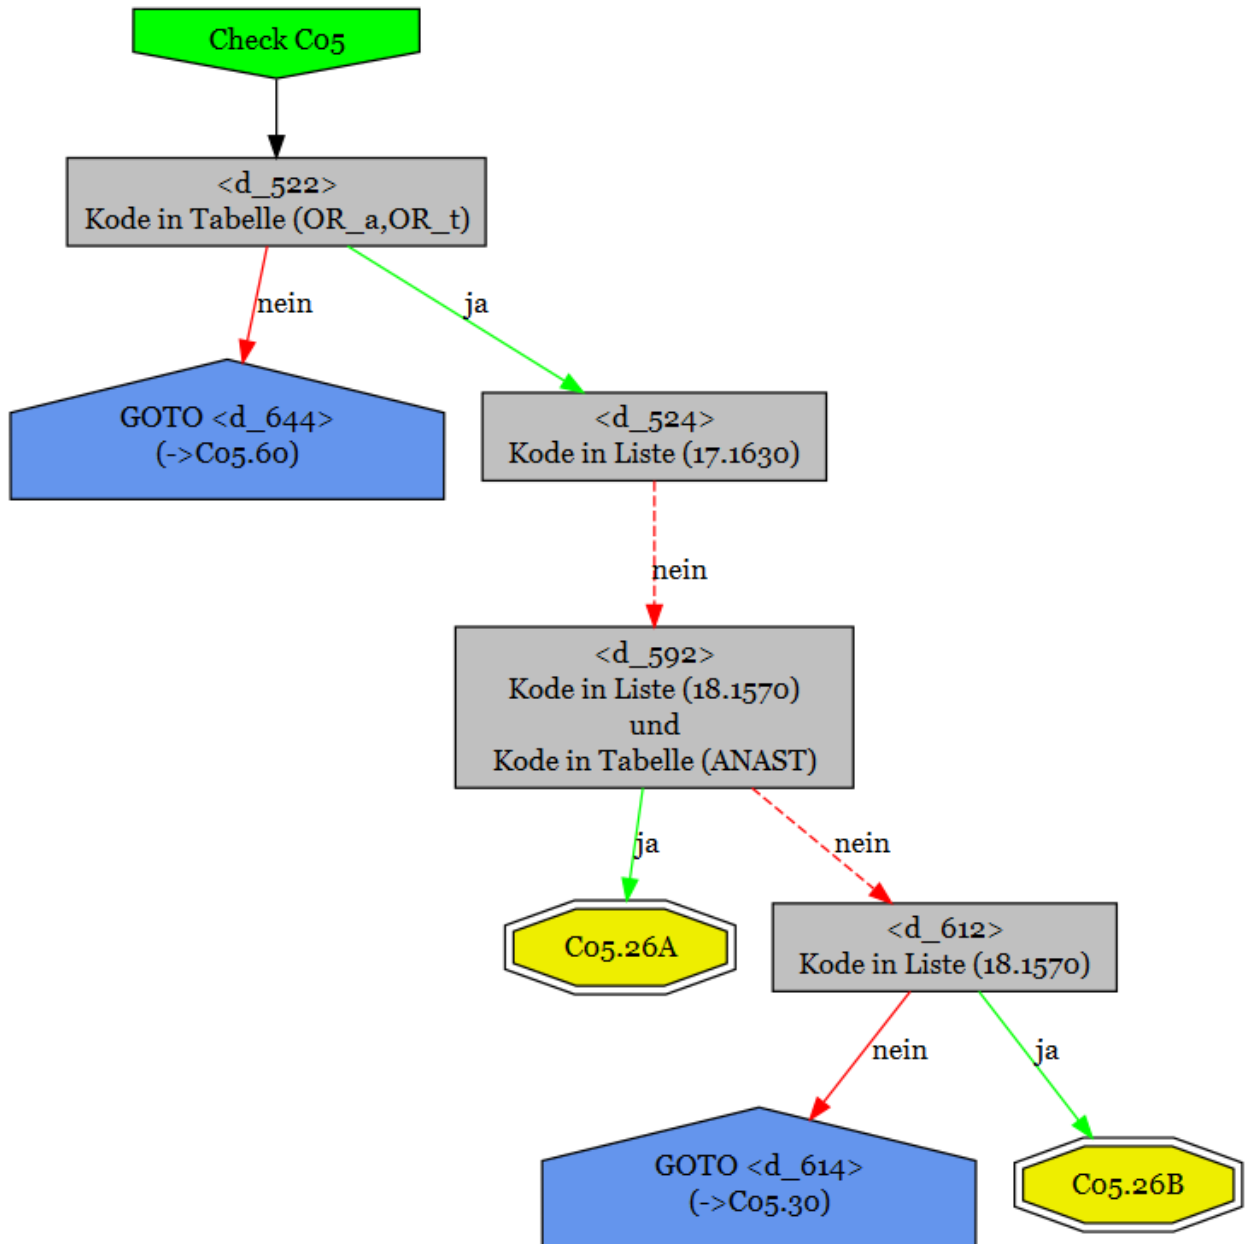 Check C05
<d_522>
Kode in Tabelle (OR_a,OR_t)
nein
ja
GOTO <d_644>
(->C05.60)
<d_524>
Kode in Liste (17.1630)
nein
<d_592>
Kode in Liste (18.1570)
und
Kode in Tabelle (ANAST)
ja
nein
C05.26A
<d_612>
Kode in Liste (18.1570)
nein
ja
GOTO <d_614>
(->C05.30)
C05.26B